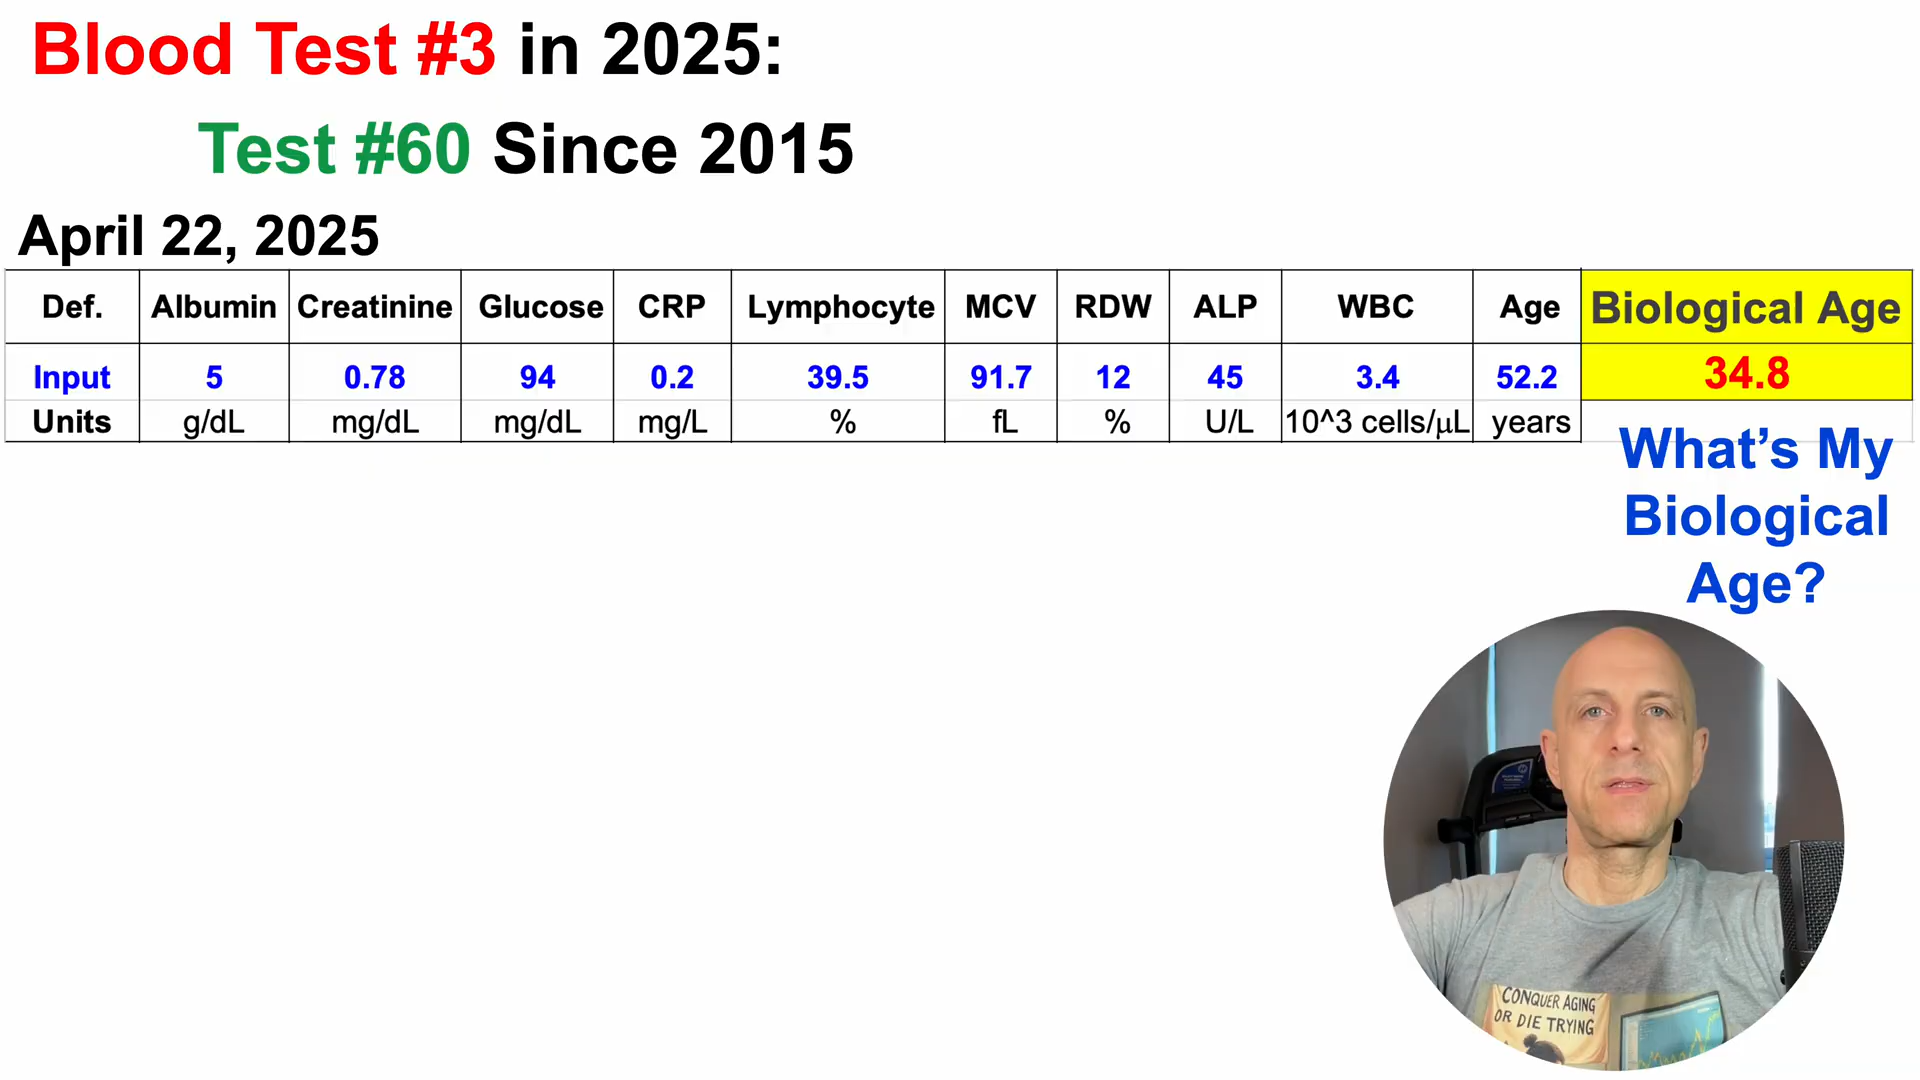 Blood Test #3 in 2025:
Test #60 Since 2015
April 22, 2025
Def. Albumin Creatinine Glucose CRP Lymphocyte MCV RDW ALP WBC Age Biological Age
Input 5 0.78 94 0.2 39.5 91.7 12 45 3.4 52.2 34.8
Units g/dL mg/dL mg/dL mg/L % fL % U/L 10^3 cells/µL years
What’s My
Biological
Age?
CONQUER AGING
OR DIE TRYING